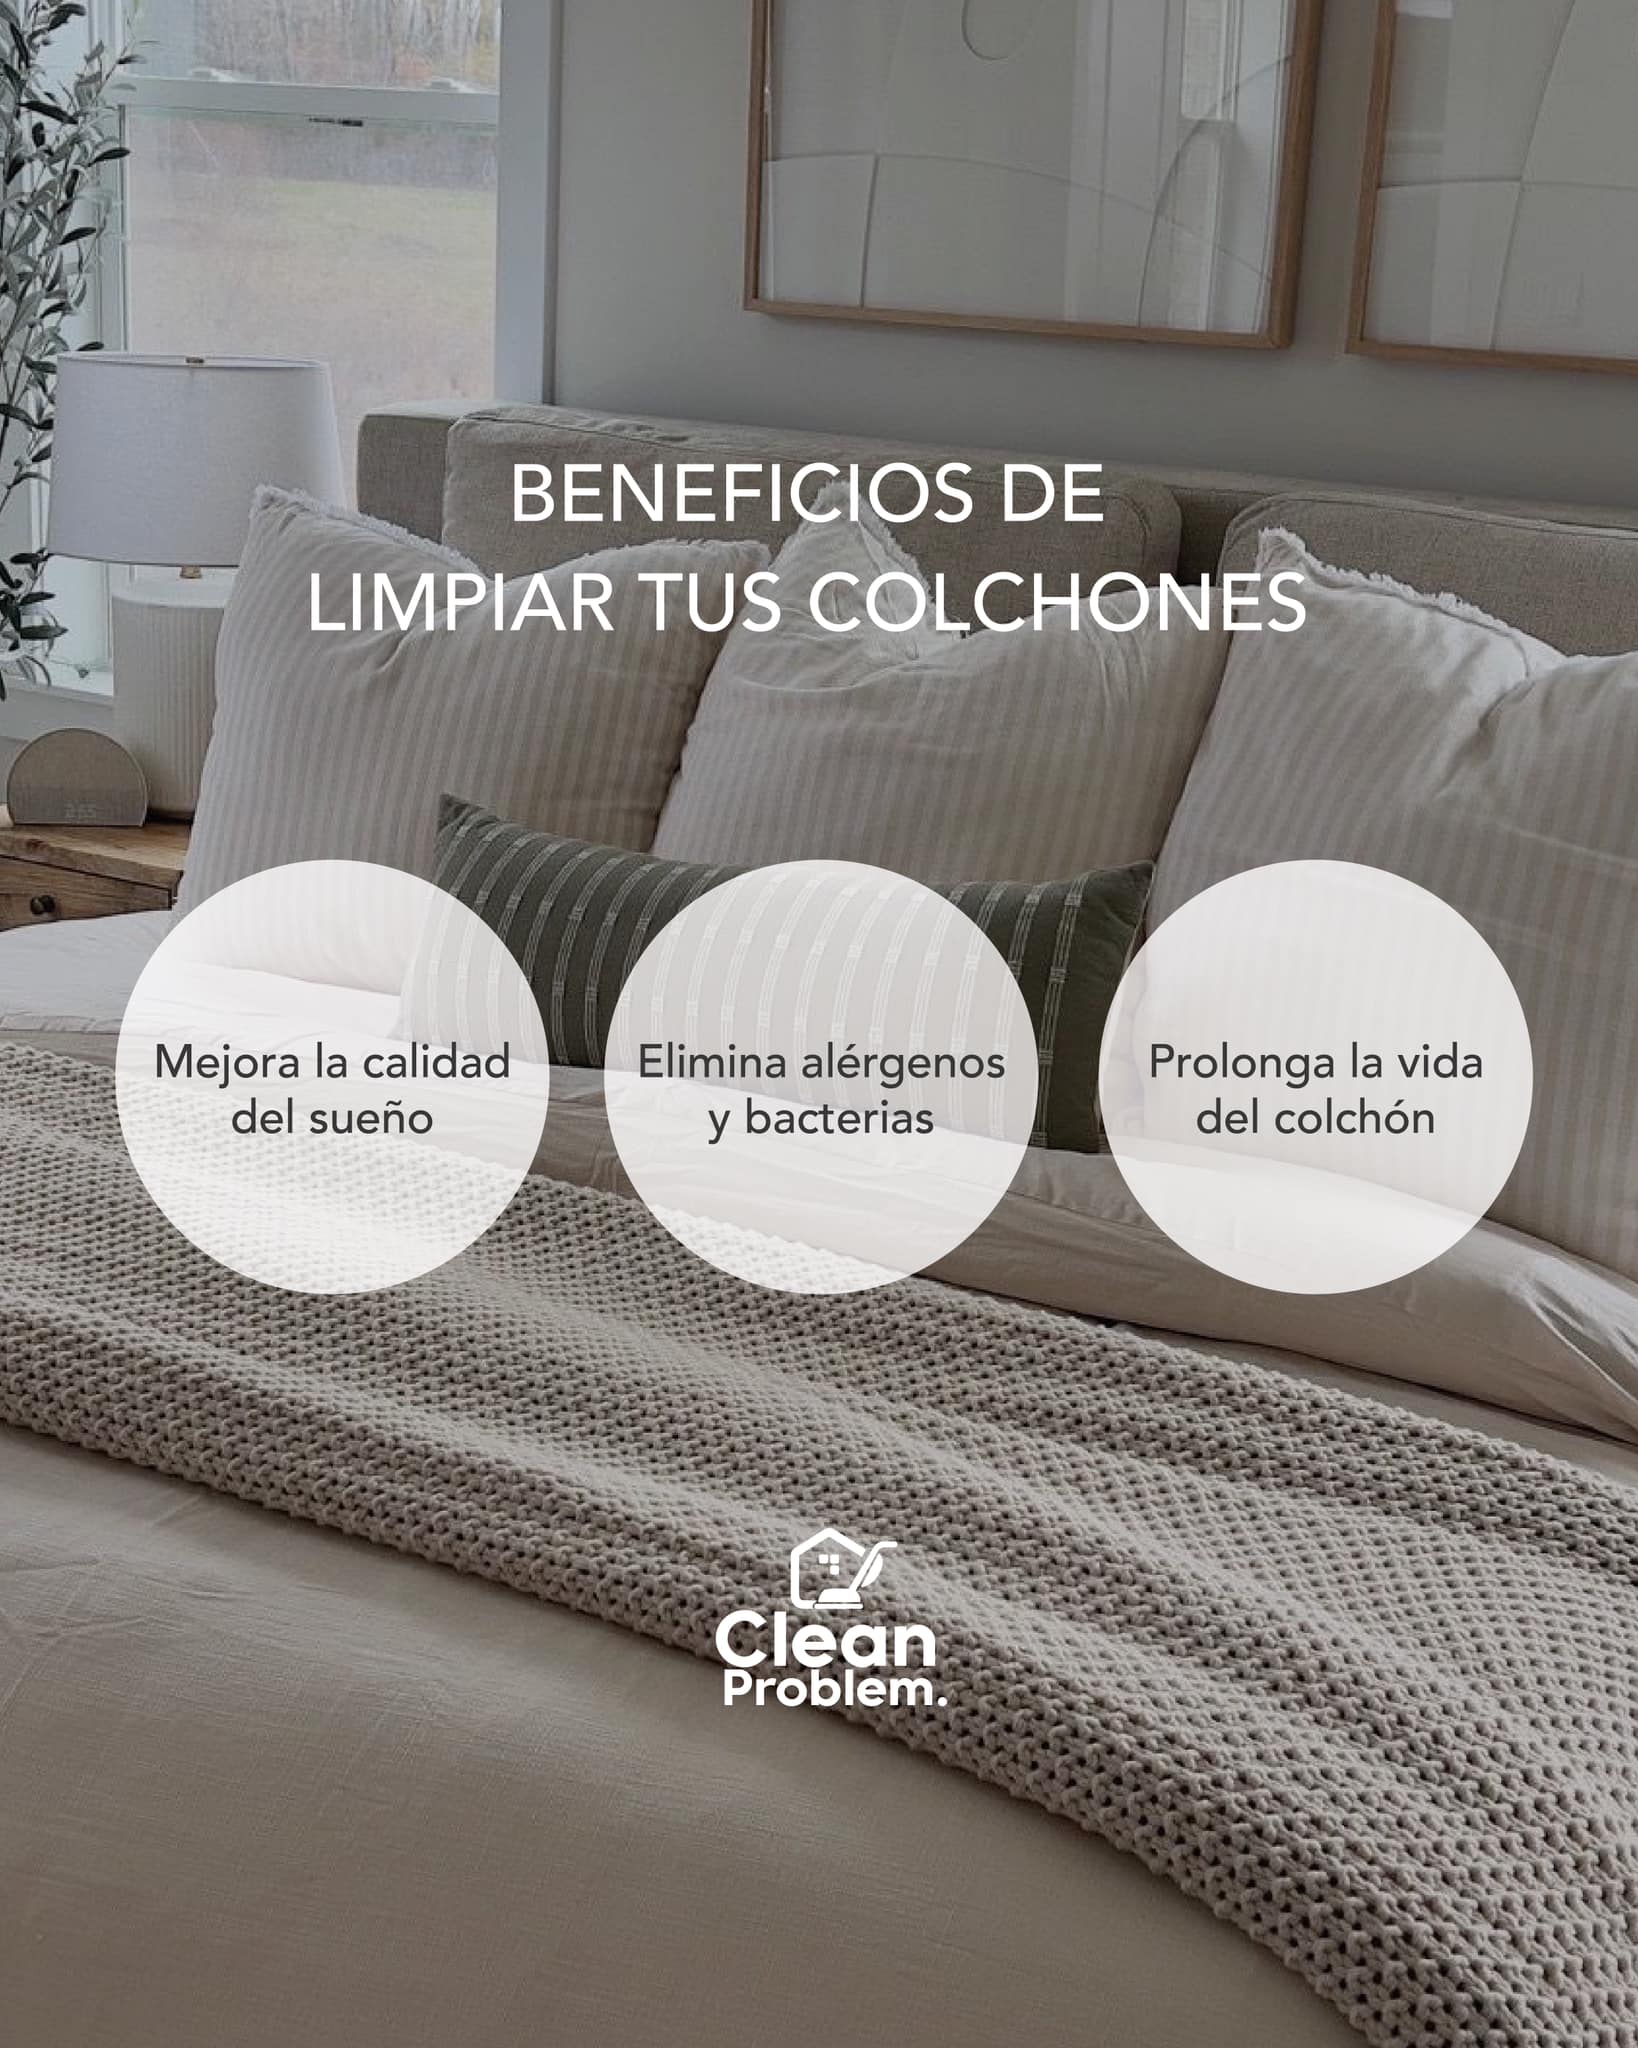 BENEFICIOS DE
LIMPIAR TUS COLCHONES
Mejora la calidad
del sueño
Elimina alérgenos
y bacterias
Prolonga la vida
del colchón
Clean
Problem.